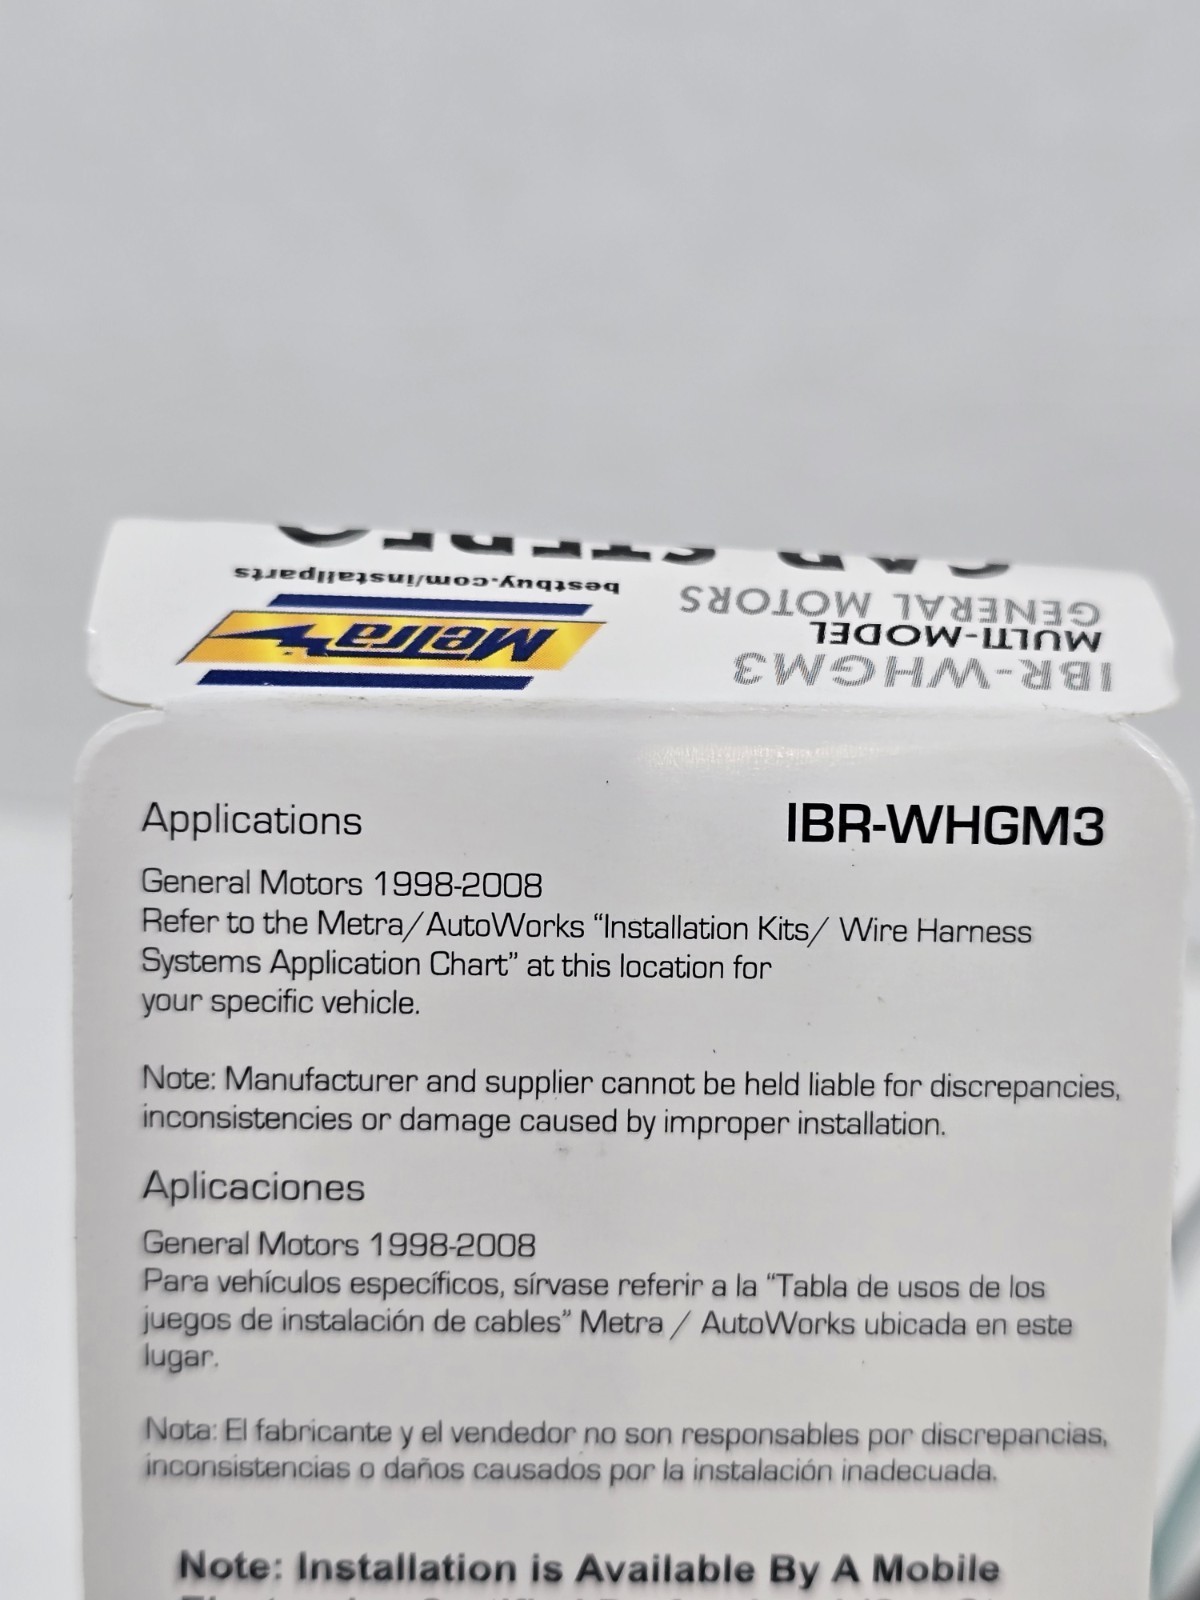 CAR STEREO
GENERAL MOTORS
MULTI-MODEL
IBR-WHGM3
bestbuy.com/installparts
Metra
Applications
IBR-WHGM3
General Motors 1998-2008
Refer to the Metra/AutoWorks “Installation Kits/ Wire Harness
Systems Application Chart” at this location for
your specific vehicle.
Note: Manufacturer and supplier cannot be held liable for discrepancies,
inconsistencies or damage caused by improper installation.
Aplicaciones
General Motors 1998-2008
Para vehículos específicos, sírvase referir a la “Tabla de usos de los
juegos de instalación de cables” Metra / AutoWorks ubicada en este
lugar.
Nota: El fabricante y el vendedor no son responsables por discrepancias,
inconsistencias o daños causados por la instalación inadecuada.
Note: Installation is Available By A Mobile